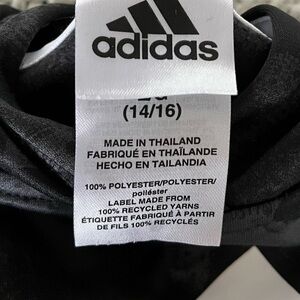 adidas
(14/16)
MADE IN THAILAND
FABRIQUÉ EN THAÏLANDE
HECHO EN TAILANDIA
100% POLYESTER/POLYESTER/
poliéster
LABEL MADE FROM
100% RECYCLED YARNS
ÉTIQUETTE FABRIQUÉ À PARTIR
DE FILS 100% RECYCLÉS